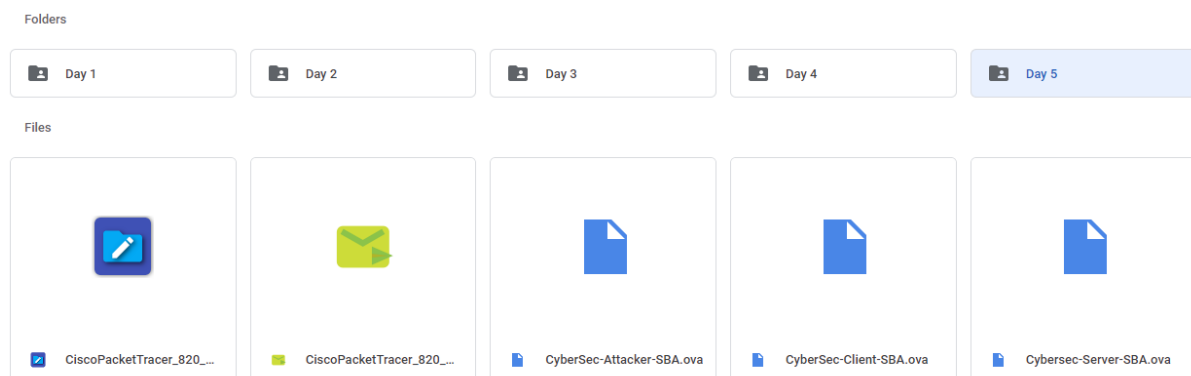 Folders
Day 1 Day 2 Day 3 Day 4 Day 5
Files
CiscoPacketTracer_820_... CiscoPacketTracer_820_... CyberSec-Attacker-SBA.ova CyberSec-Client-SBA.ova Cybersec-Server-SBA.ova